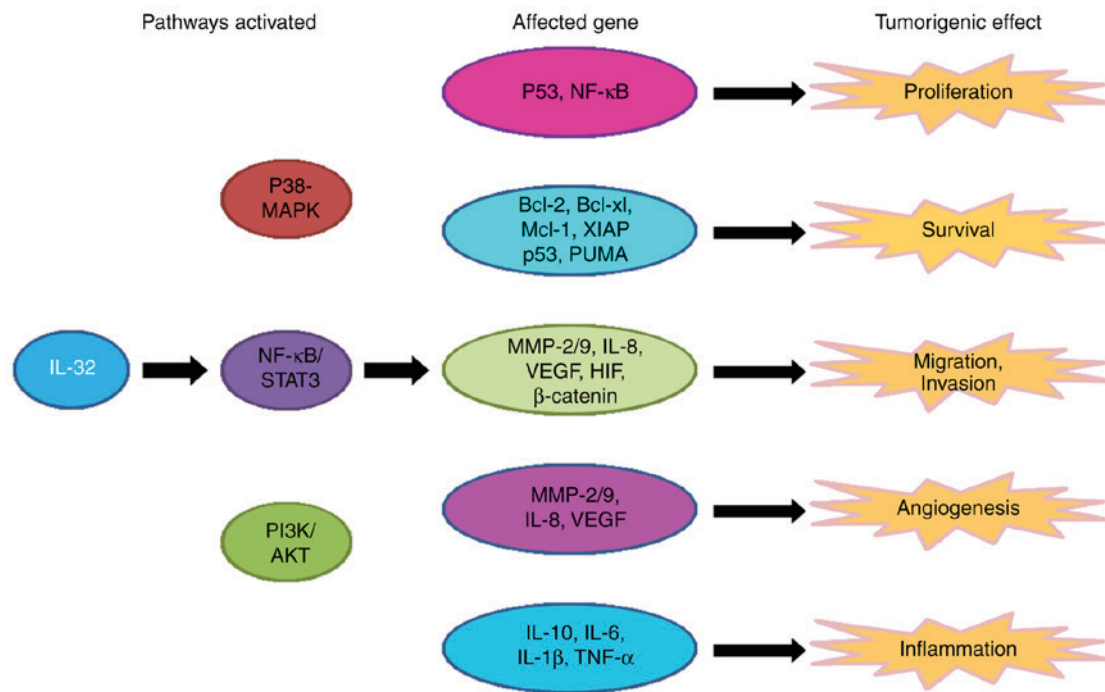 Pathways activated
Affected gene
Tumorigenic effect
P53, NF-κB
Proliferation
P38-
MAPK
Bcl-2, Bcl-xl,
Mcl-1, XIAP
p53, PUMA
Survival
IL-32
NF-κB/
STAT3
MMP-2/9, IL-8,
VEGF, HIF,
β-catenin
Migration,
Invasion
PI3K/
AKT
MMP-2/9,
IL-8, VEGF
Angiogenesis
IL-10, IL-6,
IL-1β, TNF-α
Inflammation